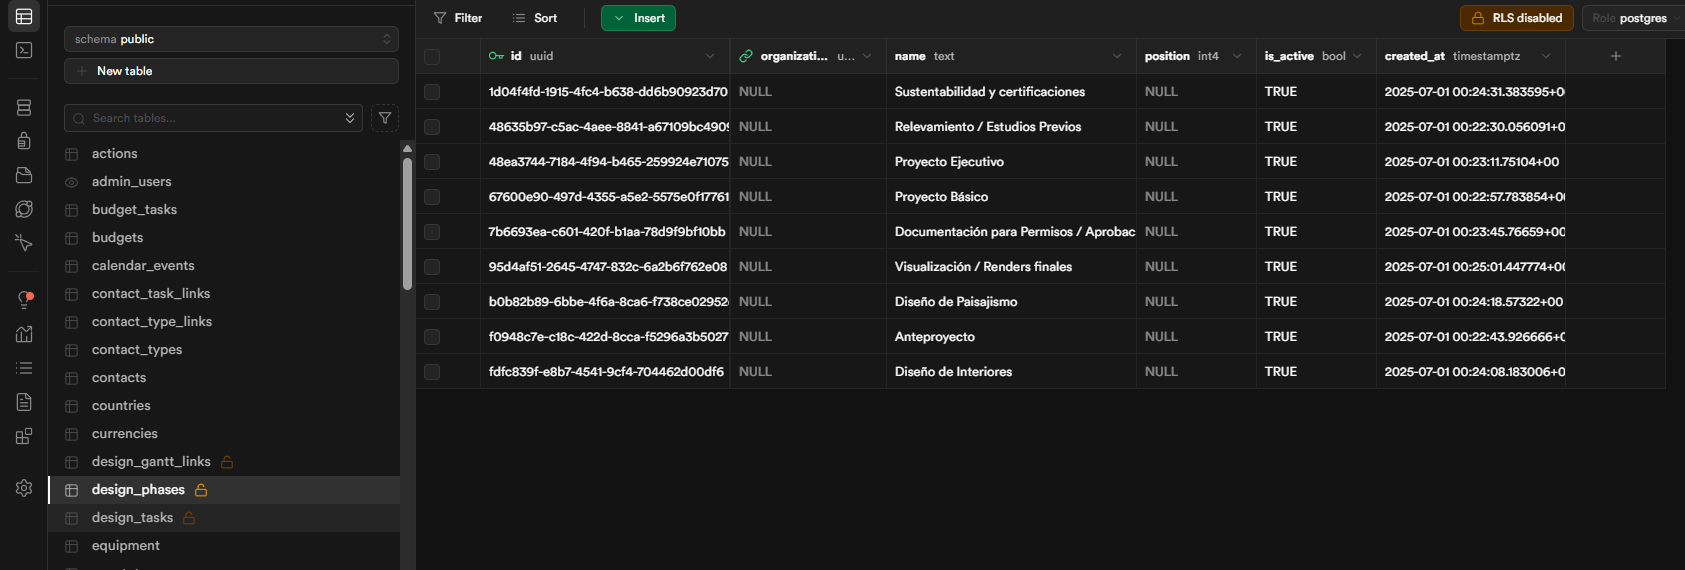 schema public
New table
Search tables...
actions
admin_users
budget_tasks
budgets
calendar_events
contact_task_links
contact_type_links
contact_types
contacts
countries
currencies
design_gantt_links
design_phases
design_tasks
equipment
Filter Sort Insert RLS disabled Role postgres
id uuid organizati... u... name text position int4 is_active bool created_at timestamptz
1d04f4fd-1915-4fc4-b638-dd6b90923d70 NULL Sustentabilidad y certificaciones NULL TRUE 2025-07-01 00:24:31.383595+0
48635b97-c5ac-4aee-8841-a67109bc490 NULL Relevamiento / Estudios Previos NULL TRUE 2025-07-01 00:22:30.056091+0
48ea3744-7184-4f94-b465-259924e71075 NULL Proyecto Ejecutivo NULL TRUE 2025-07-01 00:23:11.75104+00
67600e90-497d-4355-a5e2-5575e0f17761 NULL Proyecto Básico NULL TRUE 2025-07-01 00:22:57.783854+0
7b6693ea-c601-420f-b1aa-78d9f9bf10bb NULL Documentación para Permisos / Aprobac NULL TRUE 2025-07-01 00:23:45.76659+00
95d4af51-2645-4747-832c-6a2b6f762e08 NULL Visualización / Renders finales NULL TRUE 2025-07-01 00:25:01.447774+0
b0b82b89-6bbe-4f6a-8ca6-f738ce02952 NULL Diseño de Paisajismo NULL TRUE 2025-07-01 00:24:18.57322+00
f0948c7e-c18c-422d-8cca-f5296a3b5027 NULL Anteproyecto NULL TRUE 2025-07-01 00:22:43.926666+0
fdfc839f-e8b7-4541-9cf4-704462d00df6 NULL Diseño de Interiores NULL TRUE 2025-07-01 00:24:08.183006+0